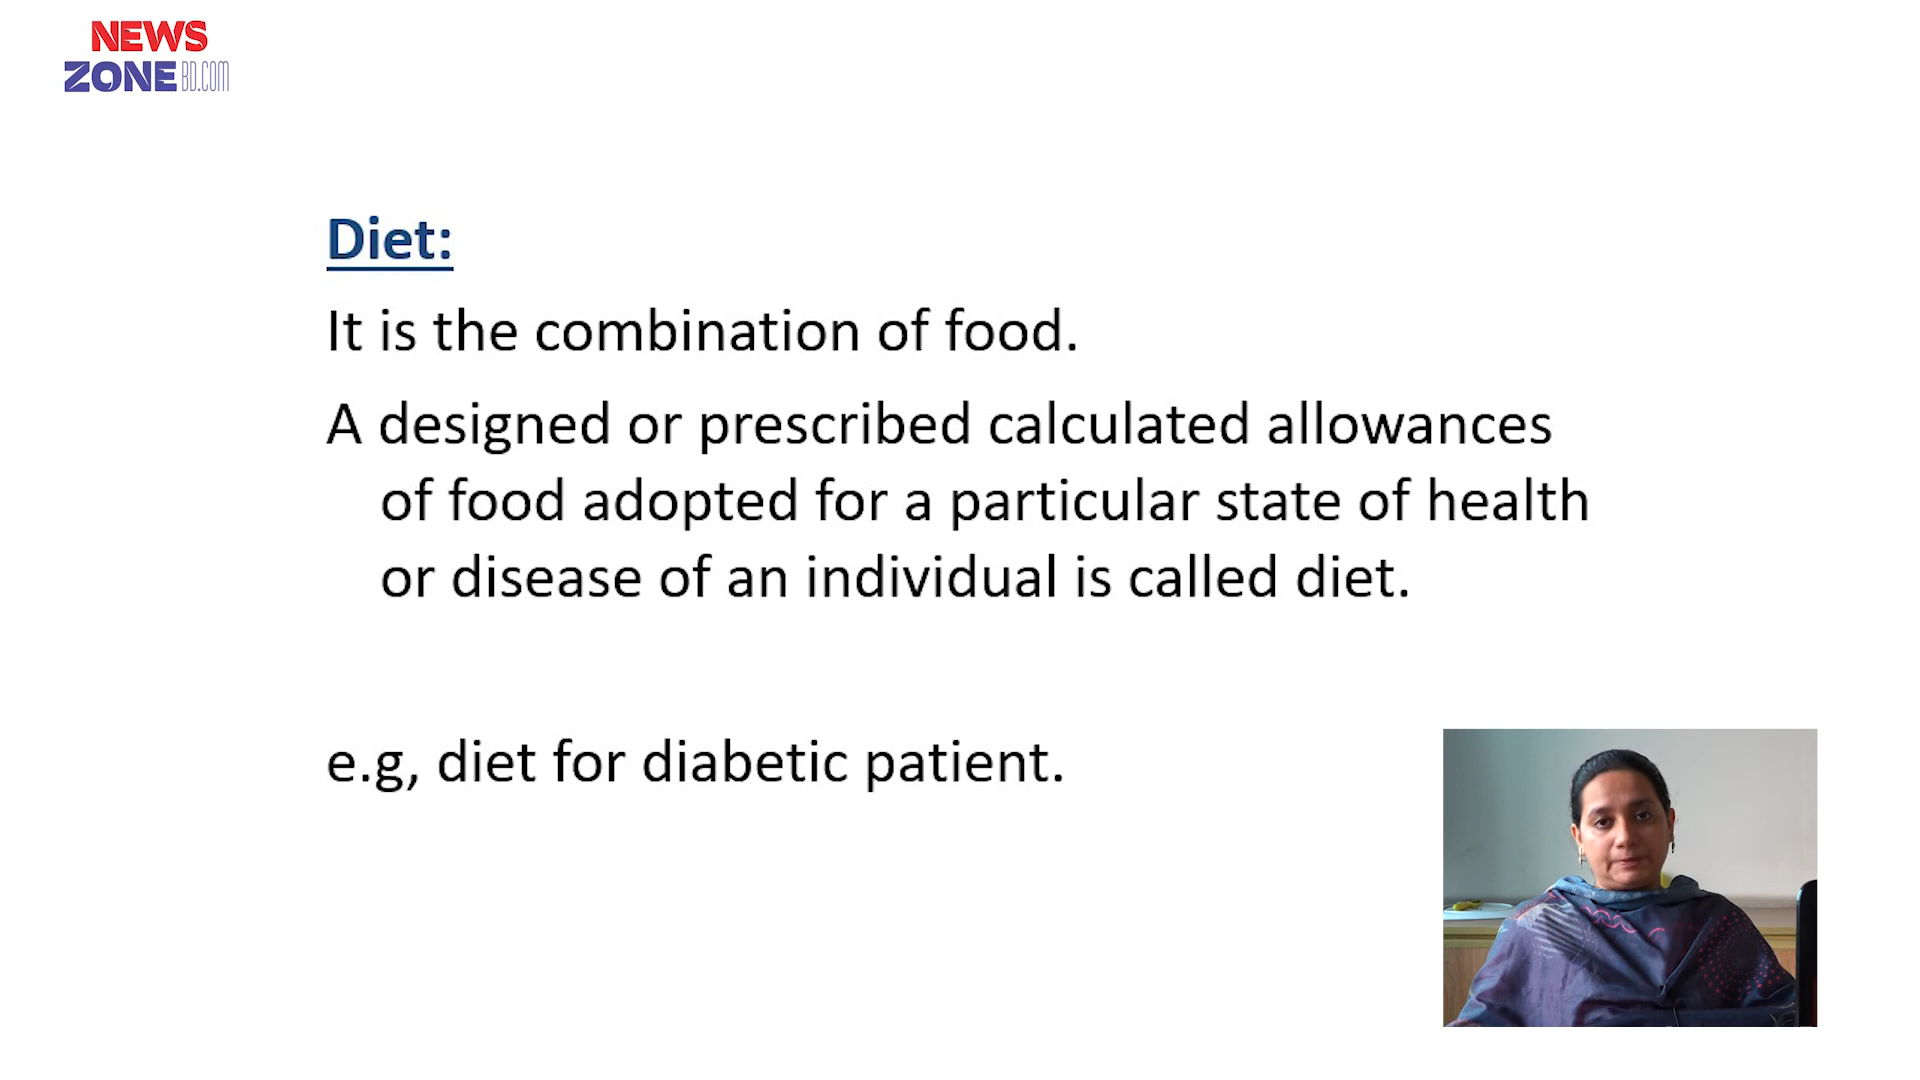 NEWS
ZONE BD.COM
Diet:
It is the combination of food.
A designed or prescribed calculated allowances
of food adopted for a particular state of health
or disease of an individual is called diet.
e.g, diet for diabetic patient.